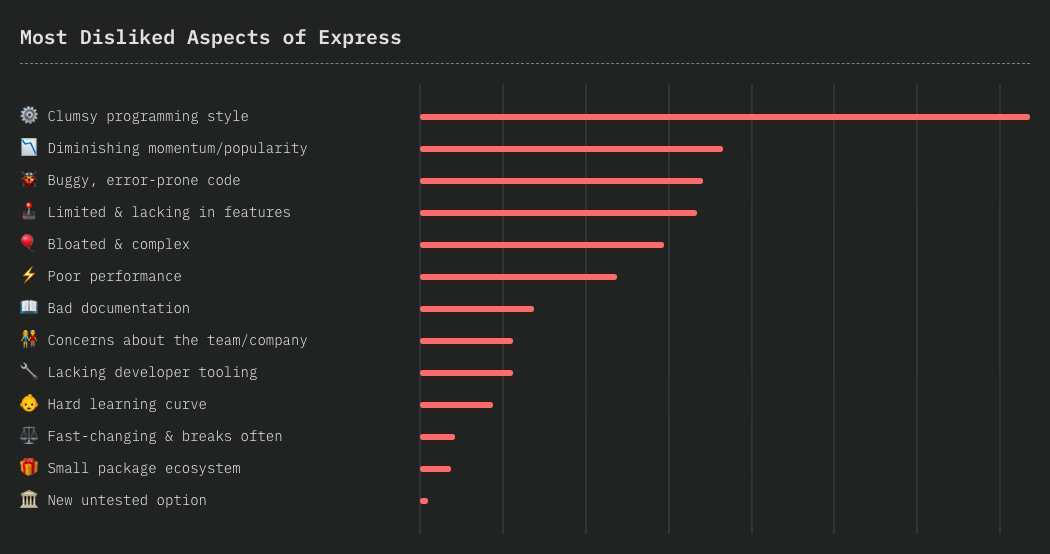 Most Disliked Aspects of Express
Clumsy programming style
Diminishing momentum/popularity
Buggy, error-prone code
Limited & lacking in features
Bloated & complex
Poor performance
Bad documentation
Concerns about the team/company
Lacking developer tooling
Hard learning curve
Fast-changing & breaks often
Small package ecosystem
New untested option